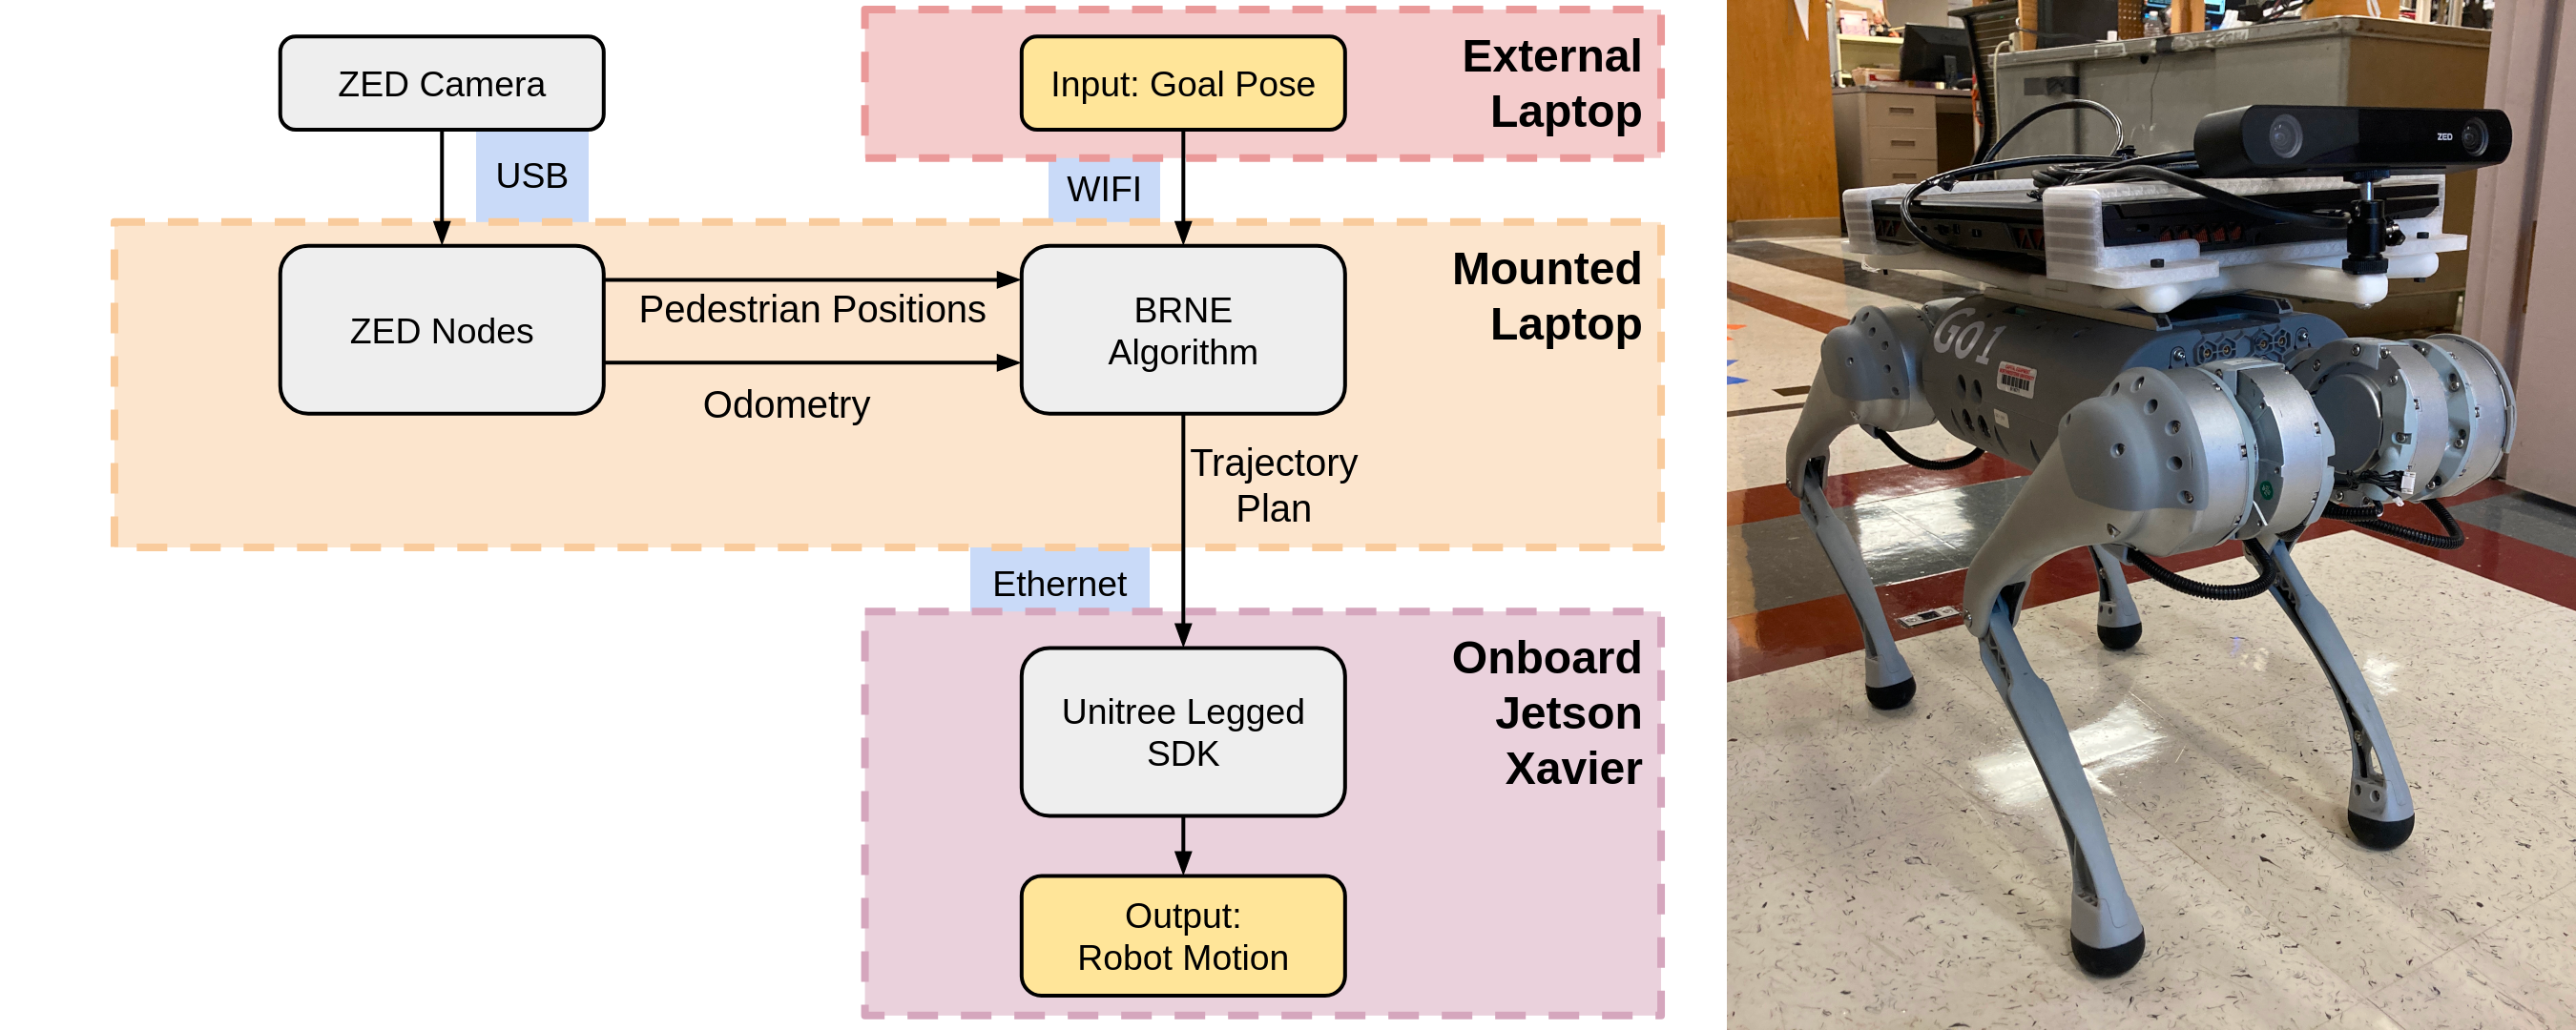 ZED Camera
USB
Input: Goal Pose
External
Laptop
WIFI
Mounted
Laptop
ZED Nodes
Pedestrian Positions
Odometry
BRNE
Algorithm
Trajectory
Plan
Ethernet
Onboard
Jetson
Xavier
Unitree Legged
SDK
Output:
Robot Motion
ZED
GO1